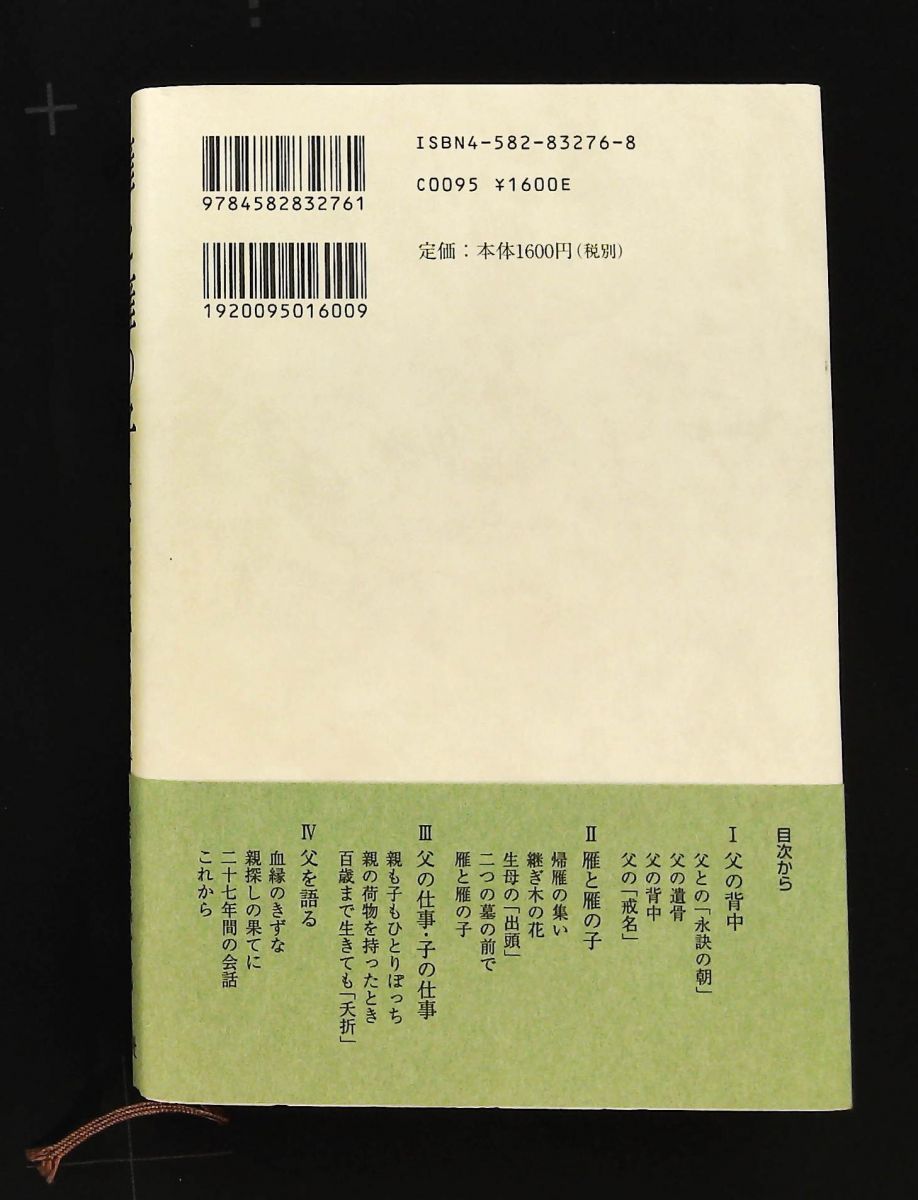 ISBN4-582-83276-8
C0095 ¥1600E
9784582832761
定価：本体1600円（税別）
1920095016009
目次から
Ⅰ 父の背中
父との「永訣の朝」
父の遺骨
父の背中
父の「戒名」
Ⅱ 雁と雁の子
帰雁の集い
継ぎ木の花
生母の「出頭」
二つの墓の前で
雁と雁の子
Ⅲ 父の仕事・子の仕事
親も子もひとりぽっち
親の荷物を持ったとき
百歳まで生きても「夭折」
Ⅳ 父を語る
血縁のきずな
親探しの果てに
二十七年間の会話
これから